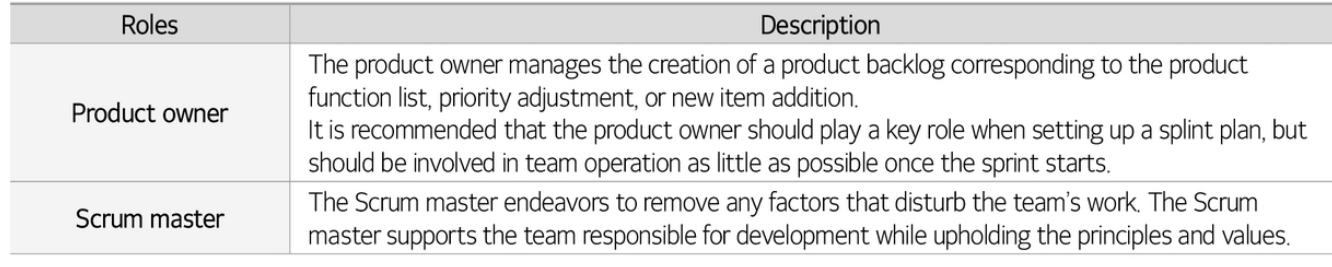 Roles Description
Product owner
The product owner manages the creation of a product backlog corresponding to the product
function list, priority adjustment, or new item addition.
It is recommended that the product owner should play a key role when setting up a splint plan, but
should be involved in team operation as little as possible once the sprint starts.
Scrum master
The Scrum master endeavors to remove any factors that disturb the team's work. The Scrum
master supports the team responsible for development while upholding the principles and values.